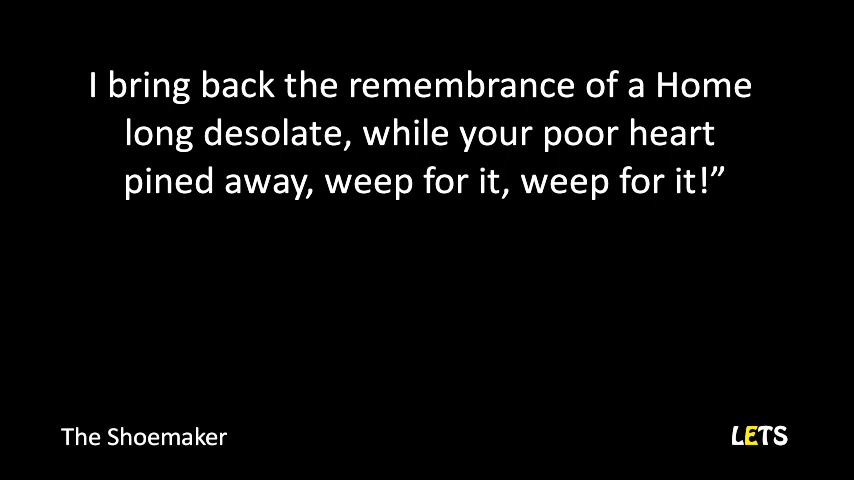 I bring back the remembrance of a Home
long desolate, while your poor heart
pined away, weep for it, weep for it!”
The Shoemaker
LETS